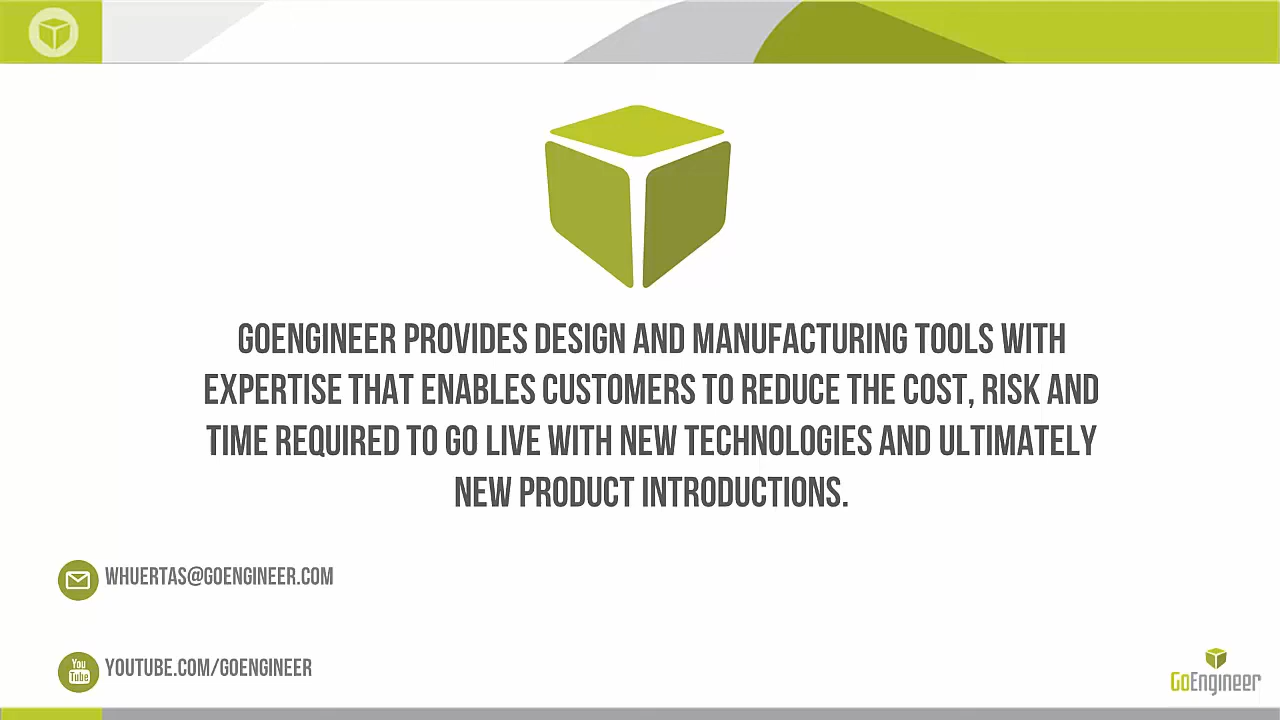 GOENGINEER PROVIDES DESIGN AND MANUFACTURING TOOLS WITH
EXPERTISE THAT ENABLES CUSTOMERS TO REDUCE THE COST, RISK AND
TIME REQUIRED TO GO LIVE WITH NEW TECHNOLOGIES AND ULTIMATELY
NEW PRODUCT INTRODUCTIONS.
WHUERTAS@GOENGINEER.COM
You
Tube
YOUTUBE.COM/GOENGINEER
GoEngineer